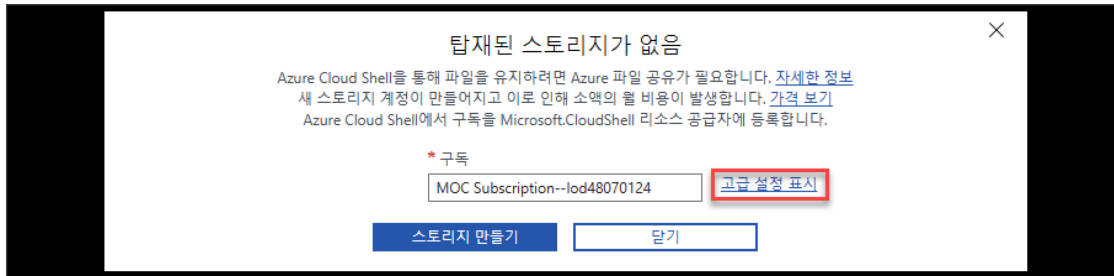 탑재된 스토리지가 없음
Azure Cloud Shell을 통해 파일을 유지하려면 Azure 파일 공유가 필요합니다. 자세한 정보
새 스토리지 계정이 만들어지고 이로 인해 소액의 월 비용이 발생합니다. 가격 보기
Azure Cloud Shell에서 구독을 Microsoft.CloudShell 리소스 공급자에 등록합니다.
* 구독
MOC Subscription--lod48070124 고급 설정 표시
스토리지 만들기 닫기